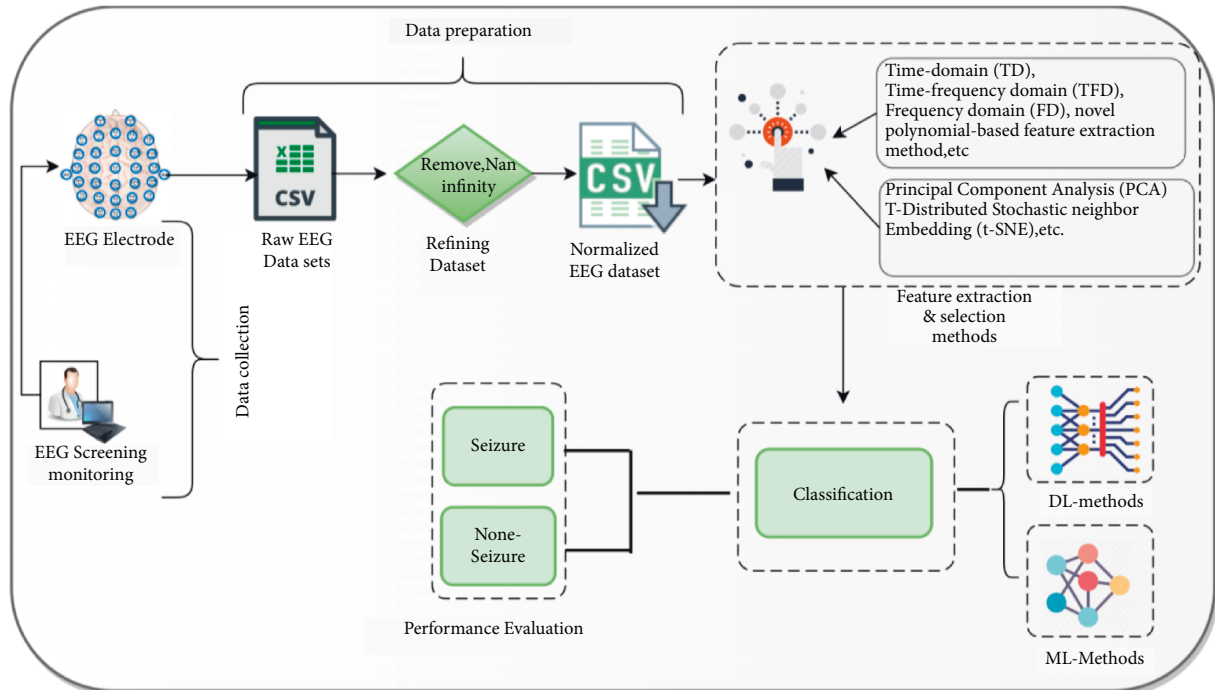 Data preparation
EEG Electrode
X
CSV
Raw EEG
Data sets
Remove,Nan
infinity
Refining
Dataset
CSV
Normalized
EEG dataset
Time-domain (TD),
Time-frequency domain (TFD),
Frequency domain (FD), novel
polynomial-based feature extraction
method,etc
Principal Component Analysis (PCA)
T-Distributed Stochastic neighbor
Embedding (t-SNE),etc.
Feature extraction
& selection
methods
Data collection
EEG Screening
monitoring
Seizure
None-
Seizure
Performance Evaluation
Classification
DL-methods
ML-Methods